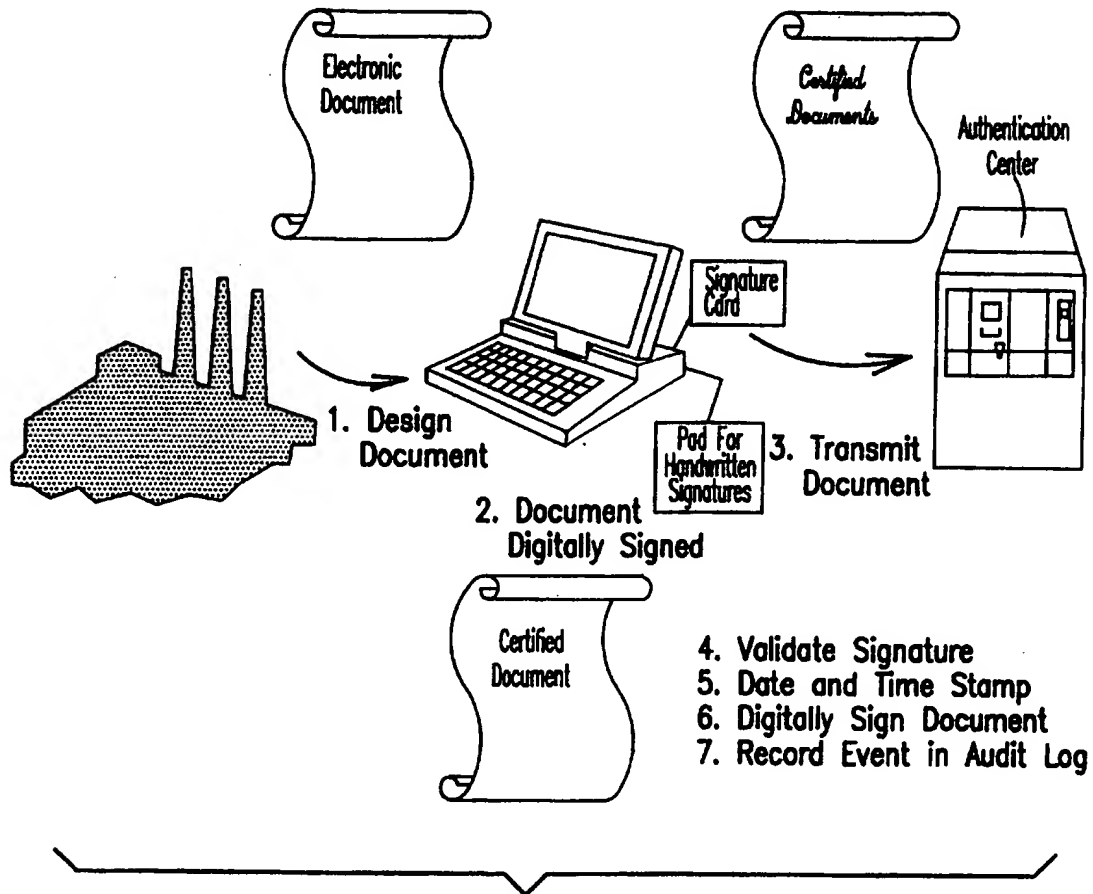 Electronic
Document
Certified
Documents
Authentication
Center
Signature
Card
1. Design
Document
Pad For
Handwritten
Signatures
3. Transmit
Document
2. Document
Digitally Signed
Certified
Document
4. Validate Signature
5. Date and Time Stamp
6. Digitally Sign Document
7. Record Event in Audit Log